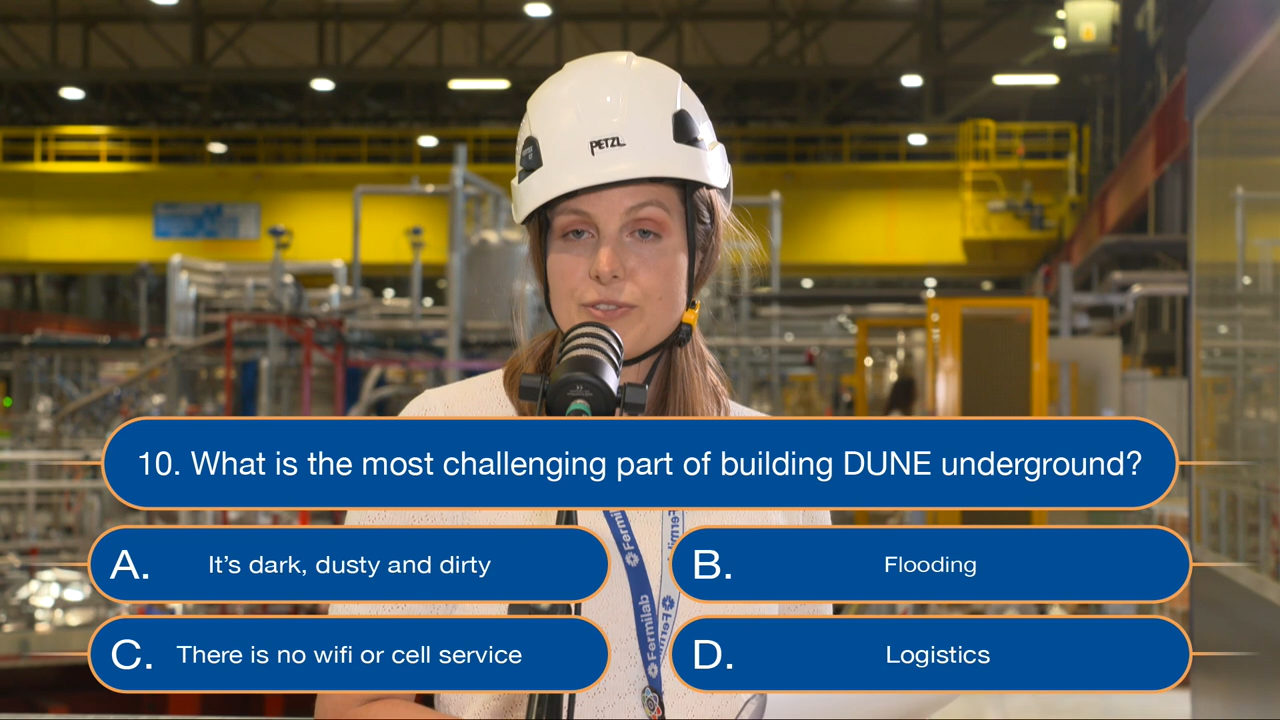 PETZL
10. What is the most challenging part of building DUNE underground?
A. It's dark, dusty and dirty
B. Flooding
C. There is no wifi or cell service
D. Logistics
Fermilab